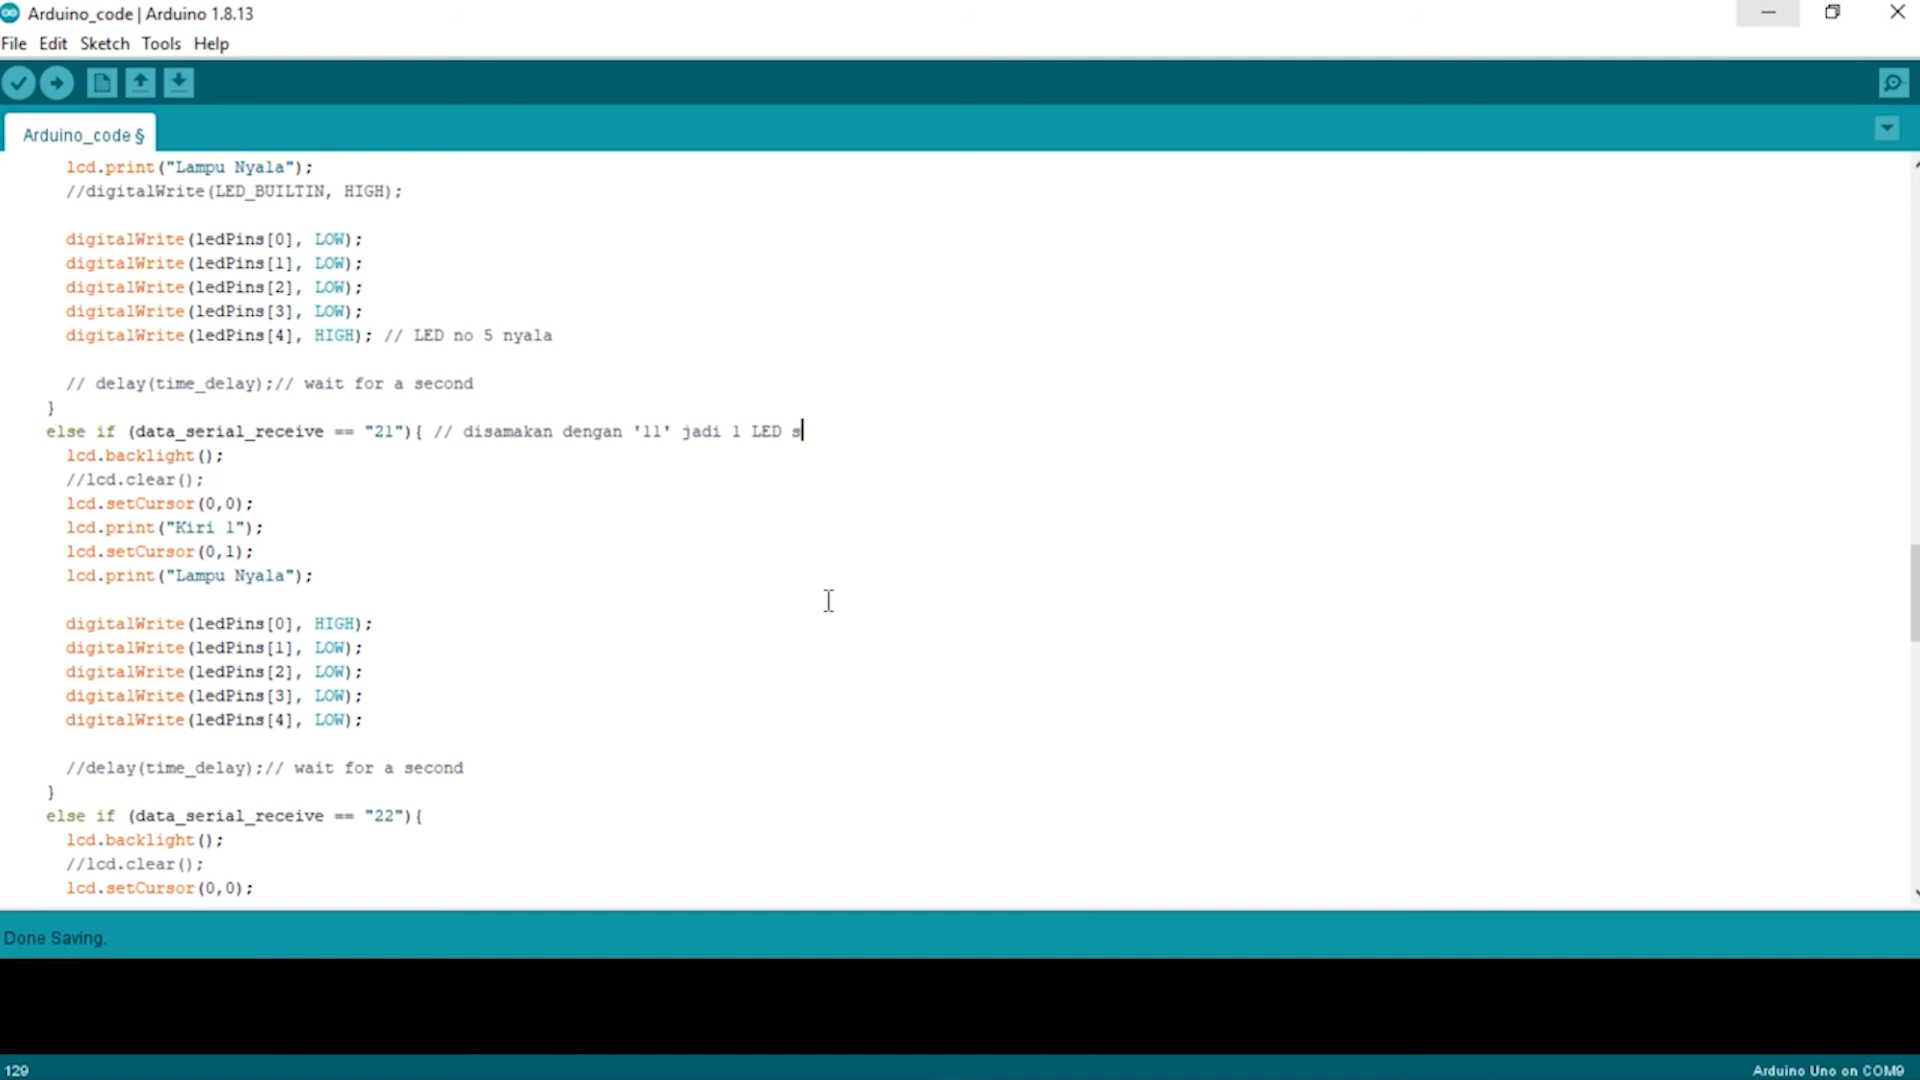 Arduino_code | Arduino 1.8.13
File Edit Sketch Tools Help
Arduino_code §
lcd.print("Lampu Nyala");
//digitalWrite(LED_BUILTIN, HIGH);
digitalWrite(ledPins[0], LOW);
digitalWrite(ledPins[1], LOW);
digitalWrite(ledPins[2], LOW);
digitalWrite(ledPins[3], LOW);
digitalWrite(ledPins[4], HIGH); // LED no 5 nyala
// delay(time_delay);// wait for a second
}
else if (data_serial_receive == "21"){ // disamakan dengan '11' jadi 1 LED s
lcd.backlight();
//lcd.clear();
lcd.setCursor(0,0);
lcd.print("Kiri 1");
lcd.setCursor(0,1);
lcd.print("Lampu Nyala");
digitalWrite(ledPins[0], HIGH);
digitalWrite(ledPins[1], LOW);
digitalWrite(ledPins[2], LOW);
digitalWrite(ledPins[3], LOW);
digitalWrite(ledPins[4], LOW);
//delay(time_delay);// wait for a second
}
else if (data_serial_receive == "22"){
lcd.backlight();
//lcd.clear();
lcd.setCursor(0,0);
Done Saving.
129
Arduino Uno on COM9